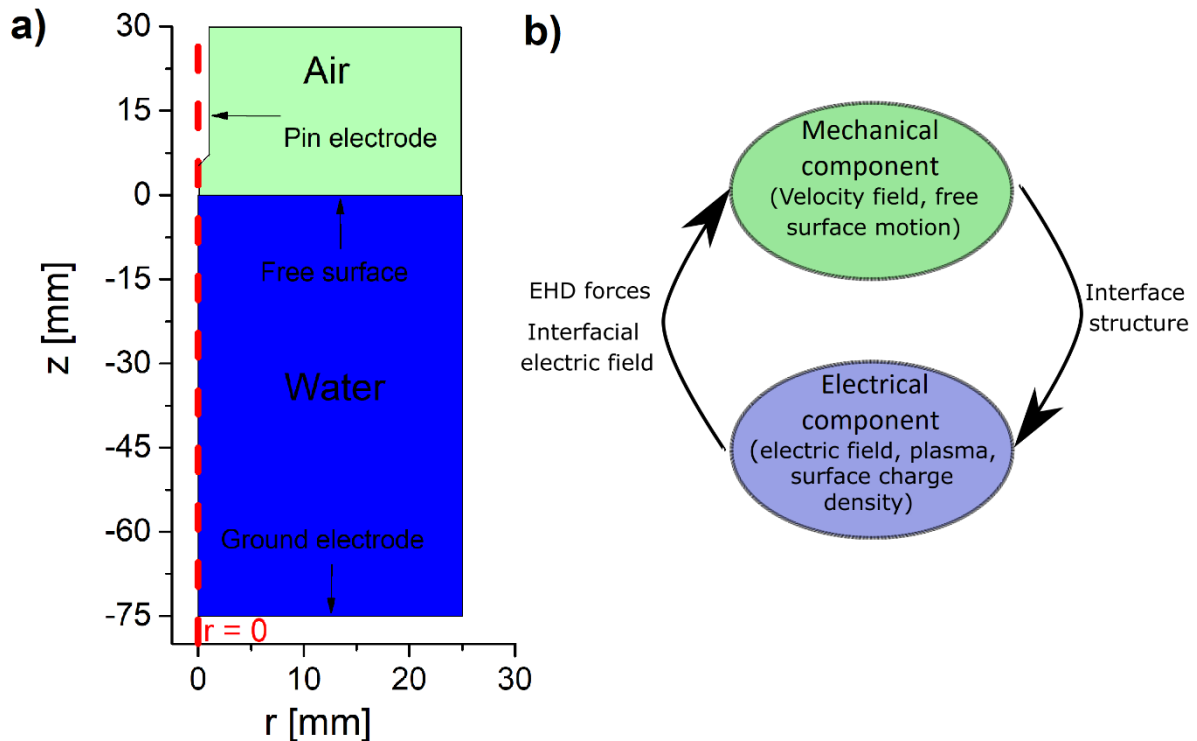 a)
30
15
0
-15
-30
-45
-60
-75
z [mm]
Air
Pin electrode
Free surface
Water
Ground electrode
r = 0
0
10
20
30
r [mm]
b)
Mechanical
component
(Velocity field, free
surface motion)
EHD forces
Interfacial
electric field
Interface
structure
Electrical
component
(electric field, plasma,
surface charge
density)